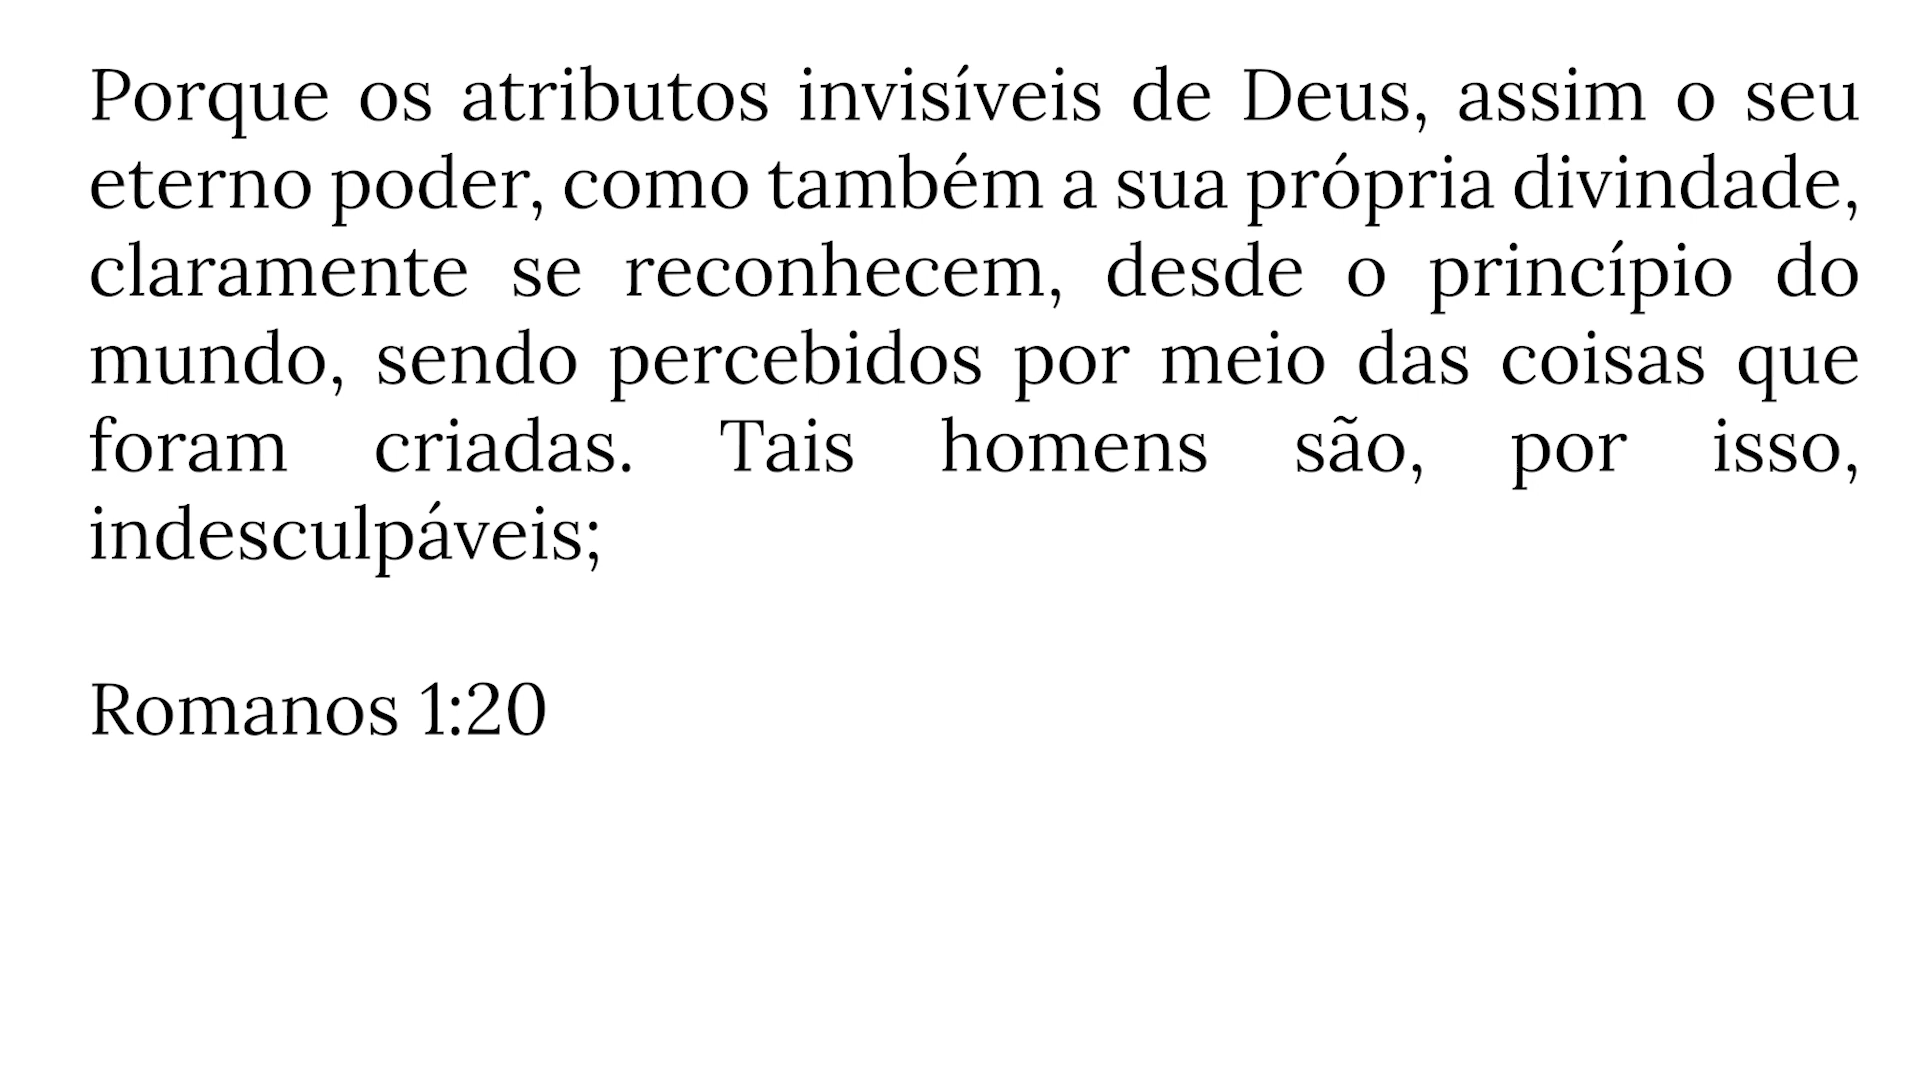 Porque os atributos invisíveis de Deus, assim o seu
eterno poder, como também a sua própria divindade,
claramente se reconhecem, desde o princípio do
mundo, sendo percebidos por meio das coisas que
foram criadas. Tais homens são, por isso,
indesculpáveis;
Romanos 1:20